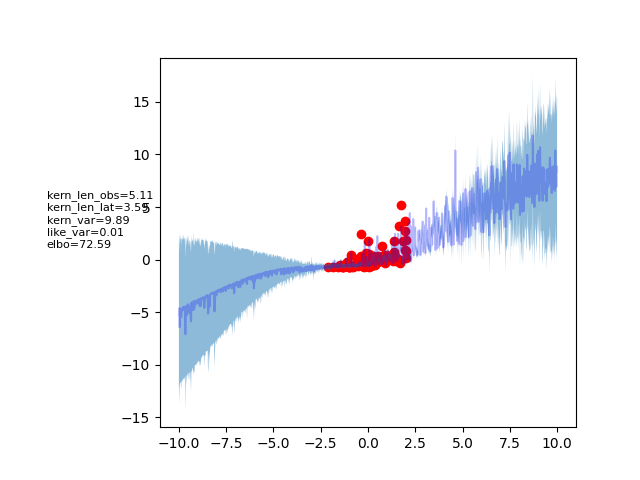 15
10
kern_len_obs=5.11
kern_len_lat=3.59
5
kern_var=9.89
like_var=0.01
elbo=72.59
0
−5
−10
−15
−10.0 −7.5 −5.0 −2.5 0.0 2.5 5.0 7.5 10.0